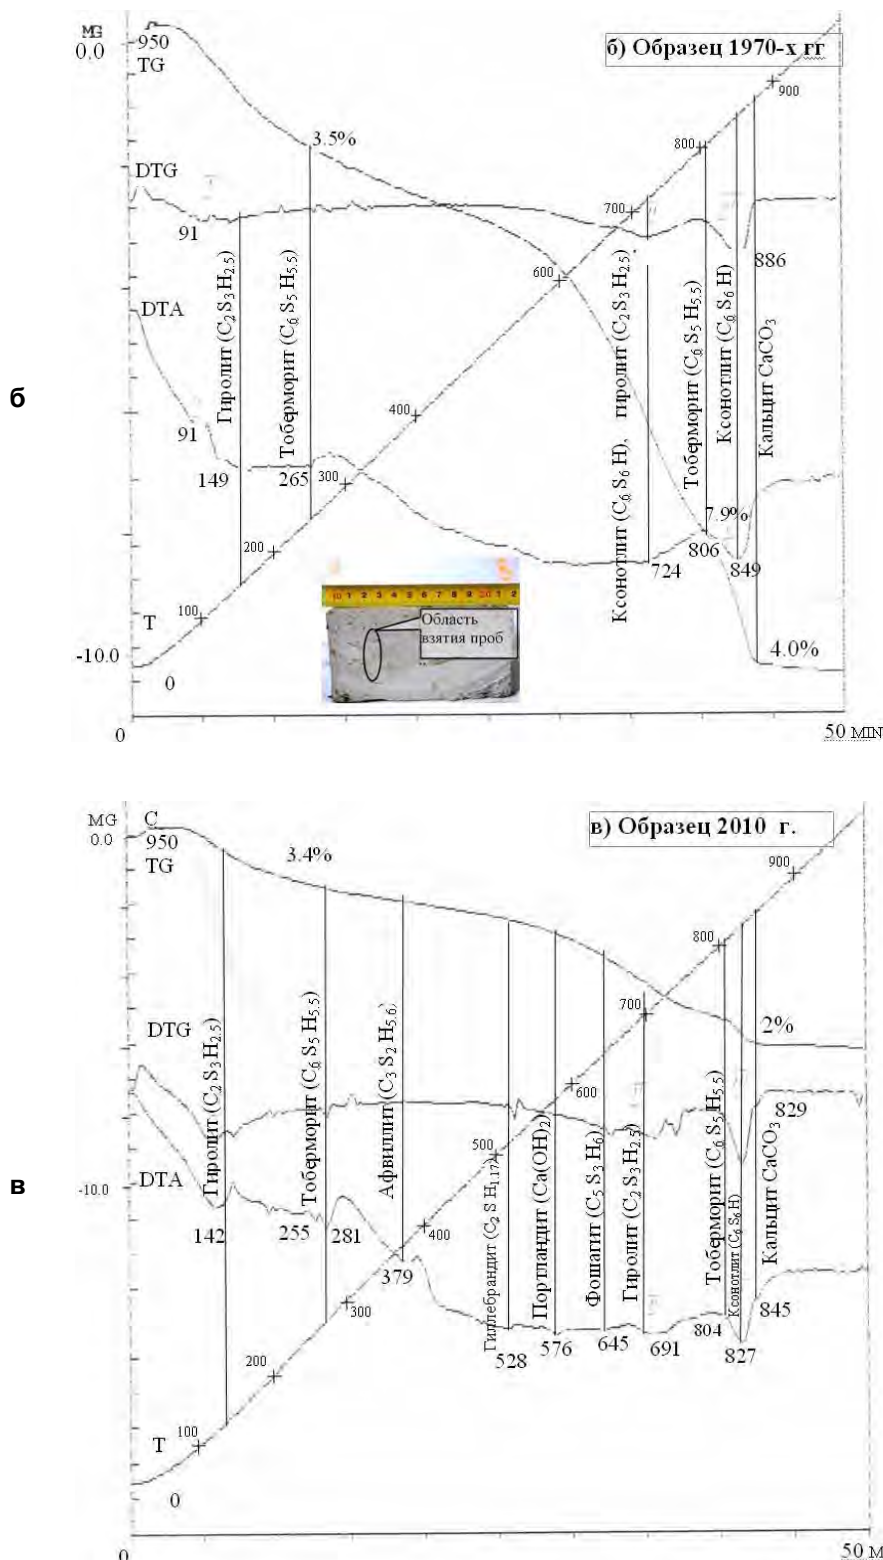 MG
0,0
950
TG
б) Образец 1970-х гг
900
3.5%
800
DTG
700
91
886
600
Гиролит (C2S3H2.5)
Тоберморит (C6S5H5.5)
Ксонотлит (C6S6H), гиролит (C2S3H2.5)
Тоберморит (C6S5H5.5)
Ксонотлит (C6S6H)
Кальцит CaCO3
DTA
б
400
91
149
265
300
7.9%
200
806
724
849
100
T
Область
взятия проб
4.0%
-10.0
0
0
50 MIN
MG
C
0.0
950
TG
в) Образец 2010 г.
3.4%
900
800
700
2%
DTG
600
829
500
Гиролит (C2S3H2.5)
Тоберморит (C6S5H5.5)
Афвиллит (C3S2H5.6)
Гиллебрандит (C2SH1.17)
Портландит (Ca(OH)2)
Фошагит (C5S3H6)
Гиролит (C2S3H2.5)
Тоберморит (C6S5H5.5)
Ксонотлит (C6S6H)
Кальцит CaCO3
DTA
-10.0
в
142
255
281
400
379
300
845
804
827
645
691
576
528
200
100
T
0
0
50 M